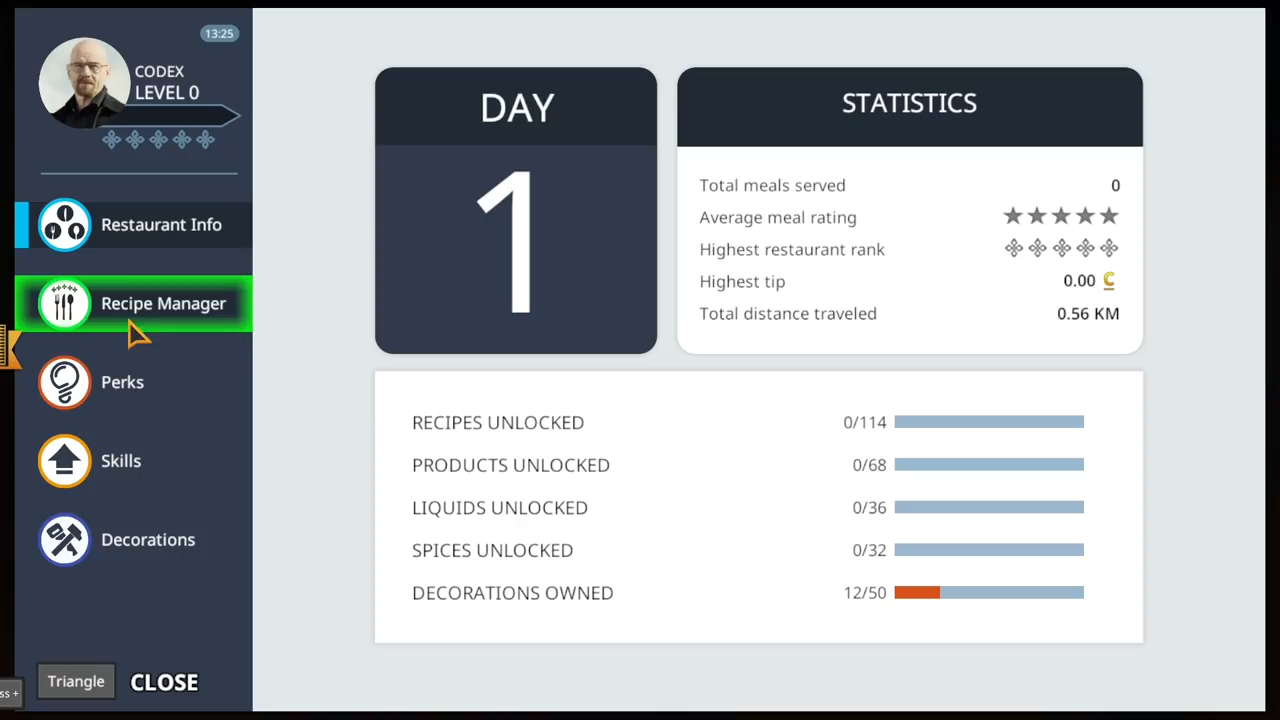 13:25
CODEX
LEVEL 0
Restaurant Info
Recipe Manager
Perks
Skills
Decorations
Triangle CLOSE
ss +
DAY
1
STATISTICS
Total meals served 0
Average meal rating
Highest restaurant rank
Highest tip 0.00 C
Total distance traveled 0.56 KM
RECIPES UNLOCKED 0/114
PRODUCTS UNLOCKED 0/68
LIQUIDS UNLOCKED 0/36
SPICES UNLOCKED 0/32
DECORATIONS OWNED 12/50